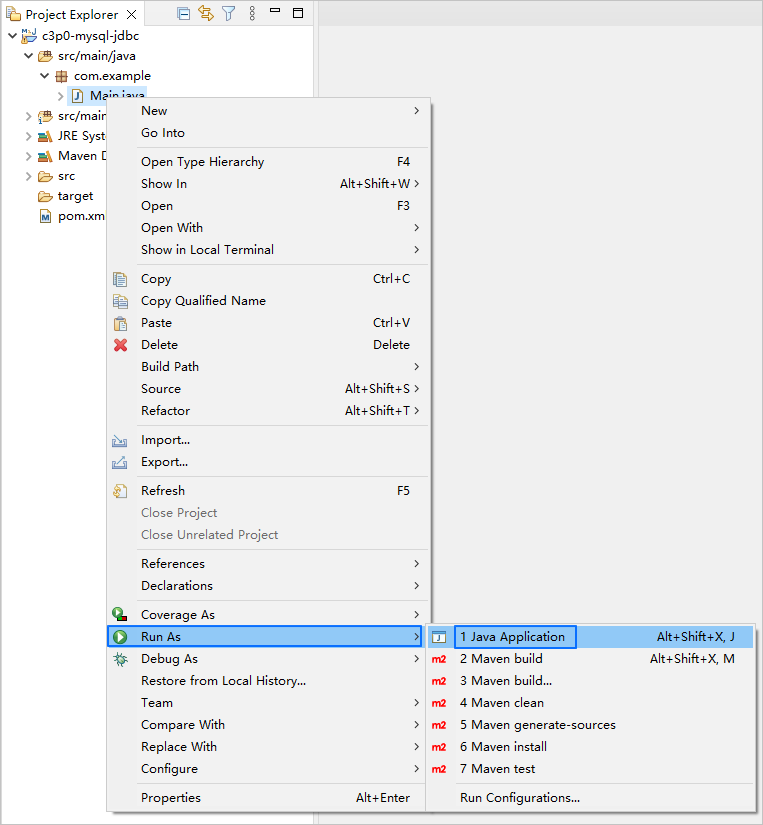 Project Explorer
c3p0-mysql-jdbc
src/main/java
com.example
Main.java
src/mair
JRE Syst
Maven D
src
target
pom.xm
New
Go Into
Open Type Hierarchy F4
Show In Alt+Shift+W
Open F3
Open With
Show in Local Terminal
Copy Ctrl+C
Copy Qualified Name
Paste Ctrl+V
Delete Delete
Build Path
Source Alt+Shift+S
Refactor Alt+Shift+T
Import...
Export...
Refresh F5
Close Project
Close Unrelated Project
References
Declarations
Coverage As
Run As
Debug As
Restore from Local History...
Team
Compare With
Replace With
Configure
Properties Alt+Enter
1 Java Application Alt+Shift+X, J
m2 2 Maven build Alt+Shift+X, M
m2 3 Maven build...
m2 4 Maven clean
m2 5 Maven generate-sources
m2 6 Maven install
m2 7 Maven test
Run Configurations...